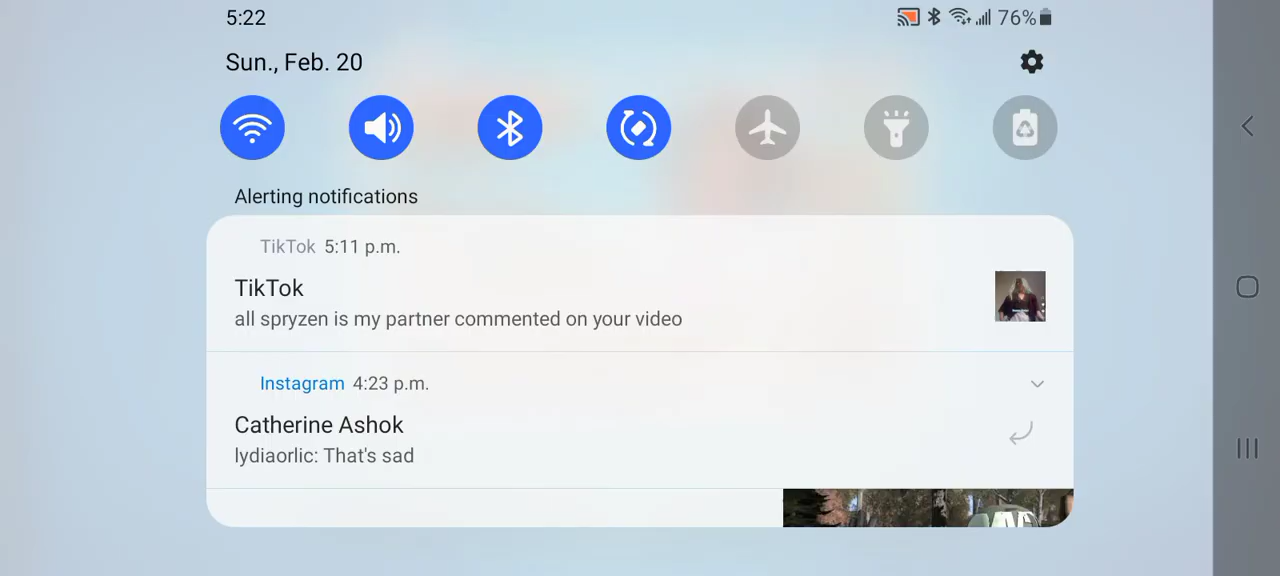 5:22
76%
Sun., Feb. 20
Alerting notifications
TikTok 5:11 p.m.
TikTok
all spryzen is my partner commented on your video
Instagram 4:23 p.m.
Catherine Ashok
lydiaorlic: That's sad